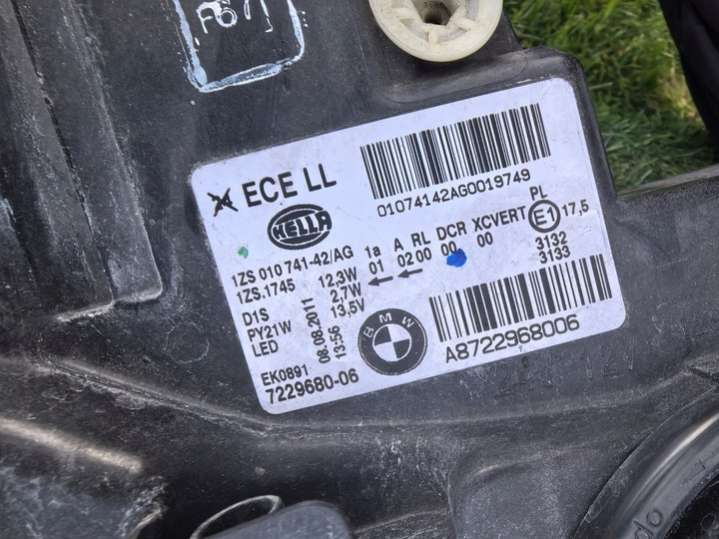 ECE LL
01074142AG0019749
HELLA
1ZS 010 741-42/AG 1a A RL DCR XCVERT PL
1ZS.1745 12,3W 01 02 00 00 00 E1 17,5
D1S 2,7W 3132
PY21W 13,5V 3133
LED 08.08.2011
13:56
BMW
A8722968006
EK0891
7229680-06